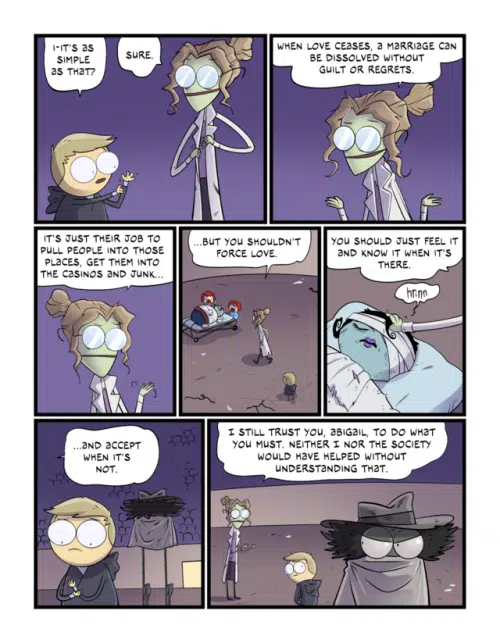 I-IT'S AS
SIMPLE
AS THAT?
SURE.
WHEN LOVE CEASES, A MARRIAGE CAN
BE DISSOLVED WITHOUT
GUILT OR REGRETS.
IT'S JUST THEIR JOB TO
PULL PEOPLE INTO THOSE
PLACES, GET THEM INTO
THE CASINOS AND JUNK...
...BUT YOU SHOULDN'T
FORCE LOVE.
YOU SHOULD JUST FEEL IT
AND KNOW IT WHEN IT'S
THERE.
hnnn
...AND ACCEPT
WHEN IT'S
NOT.
I STILL TRUST YOU, ABIGAIL, TO DO WHAT
YOU MUST. NEITHER I NOR THE SOCIETY
WOULD HAVE HELPED WITHOUT
UNDERSTANDING THAT.